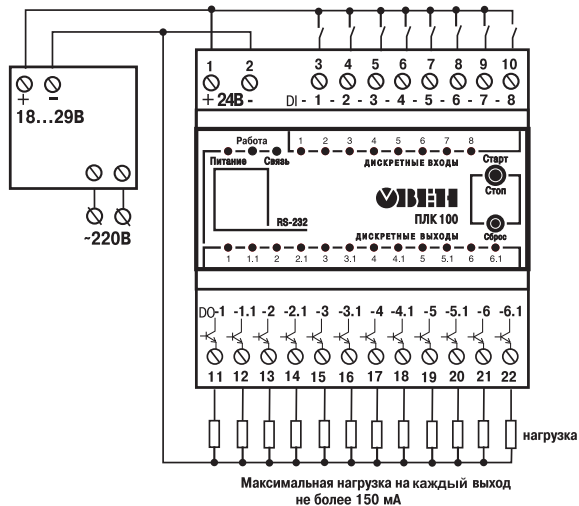 1 2 3 4 5 6 7 8 9 10
+ 24В - DI - 1 - 2 - 3 - 4 - 5 - 6 - 7 - 8
+ -
18...29В
~220В
Работа 1 2 3 4 5 6 7 8
Питание Связь ДИСКРЕТНЫЕ ВХОДЫ Старт
Стоп
ОВЕН
ПЛК 100
RS-232
ДИСКРЕТНЫЕ ВЫХОДЫ Сброс
1 1.1 2 2.1 3 3.1 4 4.1 5 5.1 6 6.1
DO-1 -1.1 -2 -2.1 -3 -3.1 -4 -4.1 -5 -5.1 -6 -6.1
11 12 13 14 15 16 17 18 19 20 21 22
нагрузка
Максимальная нагрузка на каждый выход
не более 150 мА